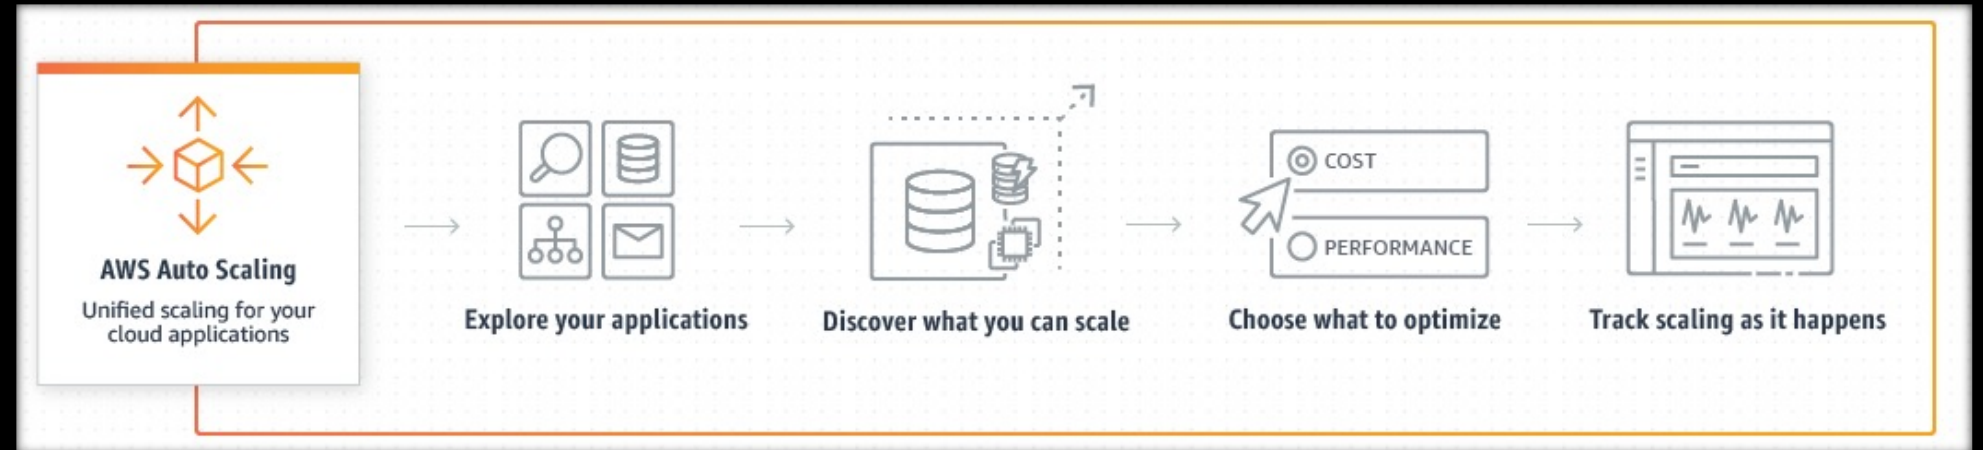 AWS Auto Scaling
Unified scaling for your
cloud applications
Explore your applications
Discover what you can scale
COST
PERFORMANCE
Choose what to optimize
Track scaling as it happens